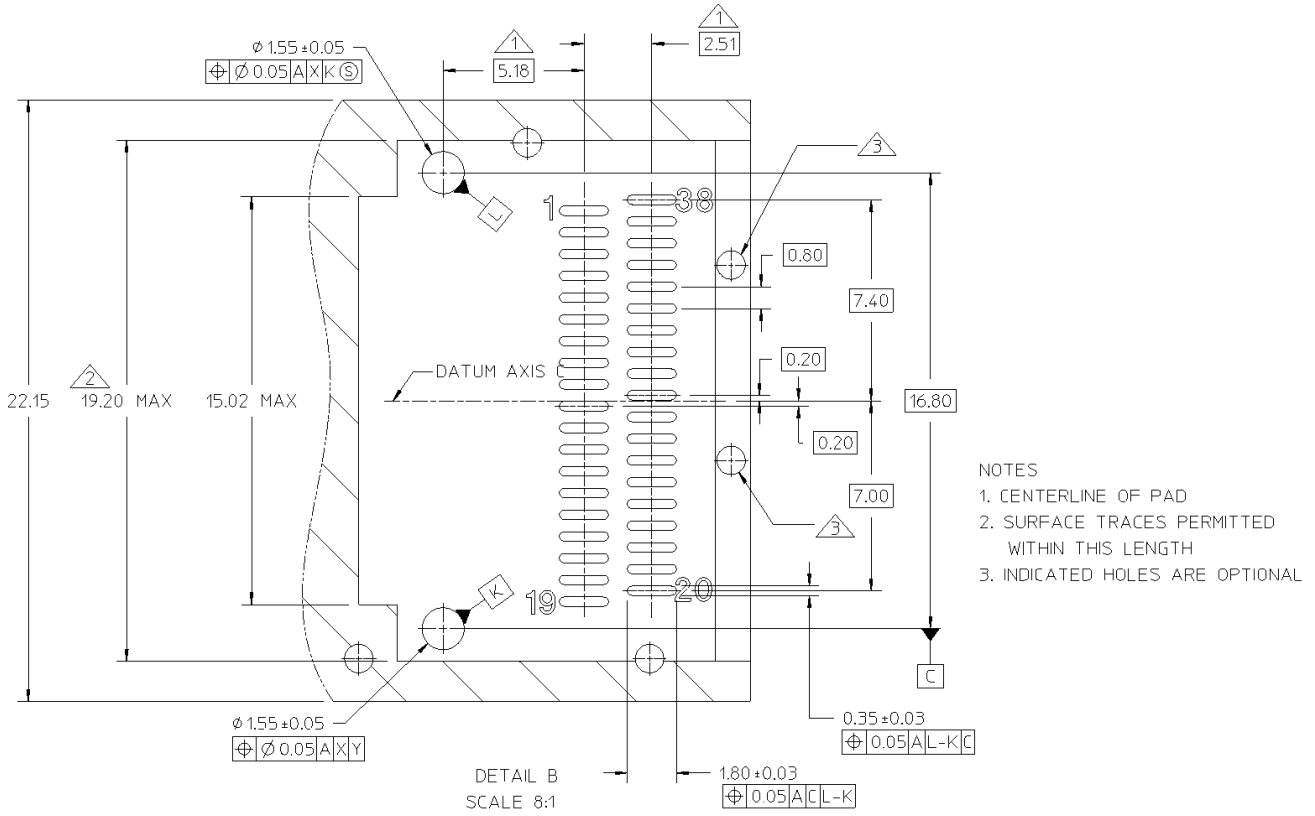 1
1
2.51
⌀1.55±0.05
5.18
⌖ ⌀0.05 A X K Ⓢ
3
L
1
38
0.80
7.40
0.20
DATUM AXIS C
2
22.15
19.20 MAX
15.02 MAX
16.80
0.20
7.00
3
K
19
20
C
NOTES
1. CENTERLINE OF PAD
2. SURFACE TRACES PERMITTED
WITHIN THIS LENGTH
3. INDICATED HOLES ARE OPTIONAL
⌀1.55±0.05
⌖ ⌀0.05 A X Y
0.35±0.03
⌖ 0.05 A L-K C
DETAIL B
SCALE 8:1
1.80±0.03
⌖ 0.05 A C L-K